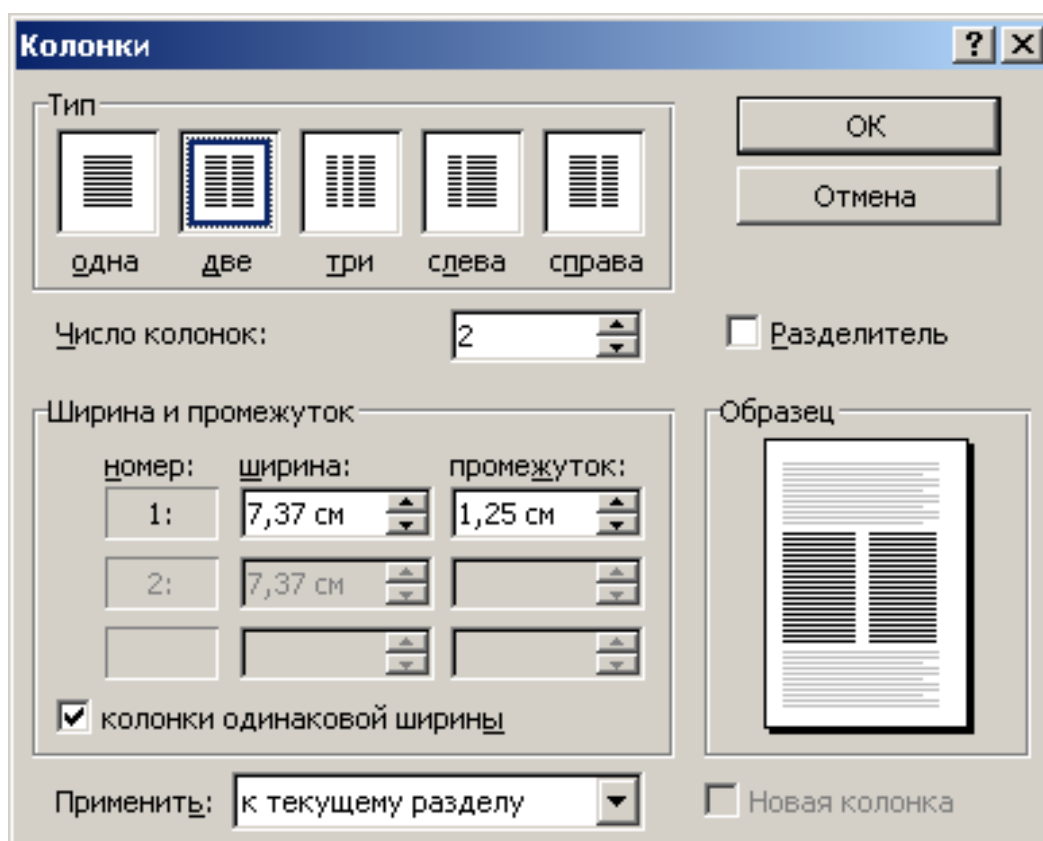 Колонки
Тип
ОК
Отмена
одна две три слева справа
Число колонок: 2
Разделитель
Ширина и промежуток
Образец
номер: ширина: промежуток:
1: 7,37 см 1,25 см
2: 7,37 см
колонки одинаковой ширины
Применить: к текущему разделу
Новая колонка